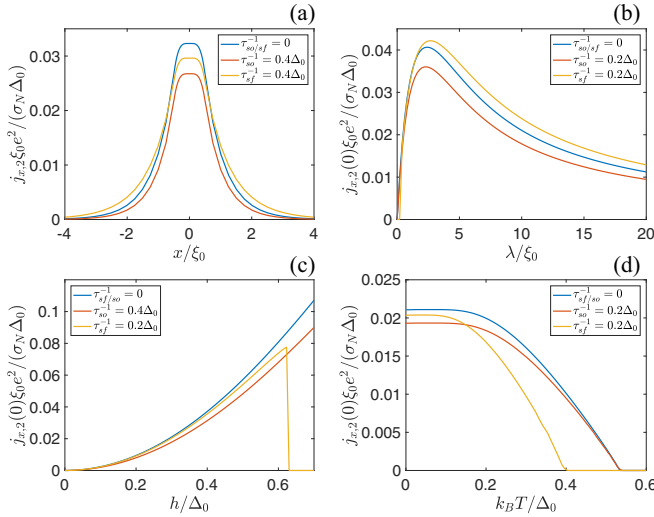 (a)
j_{x,2}ξ_0e^2/(σ_NΔ_0)
0.03
0.02
0.01
0
-4
-2
0
2
4
x/ξ_0
τ_{so/sf}^{-1} = 0
τ_{so}^{-1} = 0.4Δ_0
τ_{sf}^{-1} = 0.4Δ_0
(b)
j_{x,2}(0)ξ_0e^2/(σ_NΔ_0)
0.04
0.03
0.02
0.01
0
0
5
10
15
20
λ/ξ_0
τ_{so/sf}^{-1} = 0
τ_{so}^{-1} = 0.2Δ_0
τ_{sf}^{-1} = 0.2Δ_0
(c)
j_{x,2}(0)ξ_0e^2/(σ_NΔ_0)
0.1
0.08
0.06
0.04
0.02
0
0
0.2
0.4
0.6
h/Δ_0
τ_{sf/so}^{-1} = 0
τ_{so}^{-1} = 0.4Δ_0
τ_{sf}^{-1} = 0.2Δ_0
(d)
j_{x,2}(0)ξ_0e^2/(σ_NΔ_0)
0.025
0.02
0.015
0.01
0.005
0
0
0.2
0.4
0.6
k_BT/Δ_0
τ_{sf/so}^{-1} = 0
τ_{so}^{-1} = 0.2Δ_0
τ_{sf}^{-1} = 0.2Δ_0